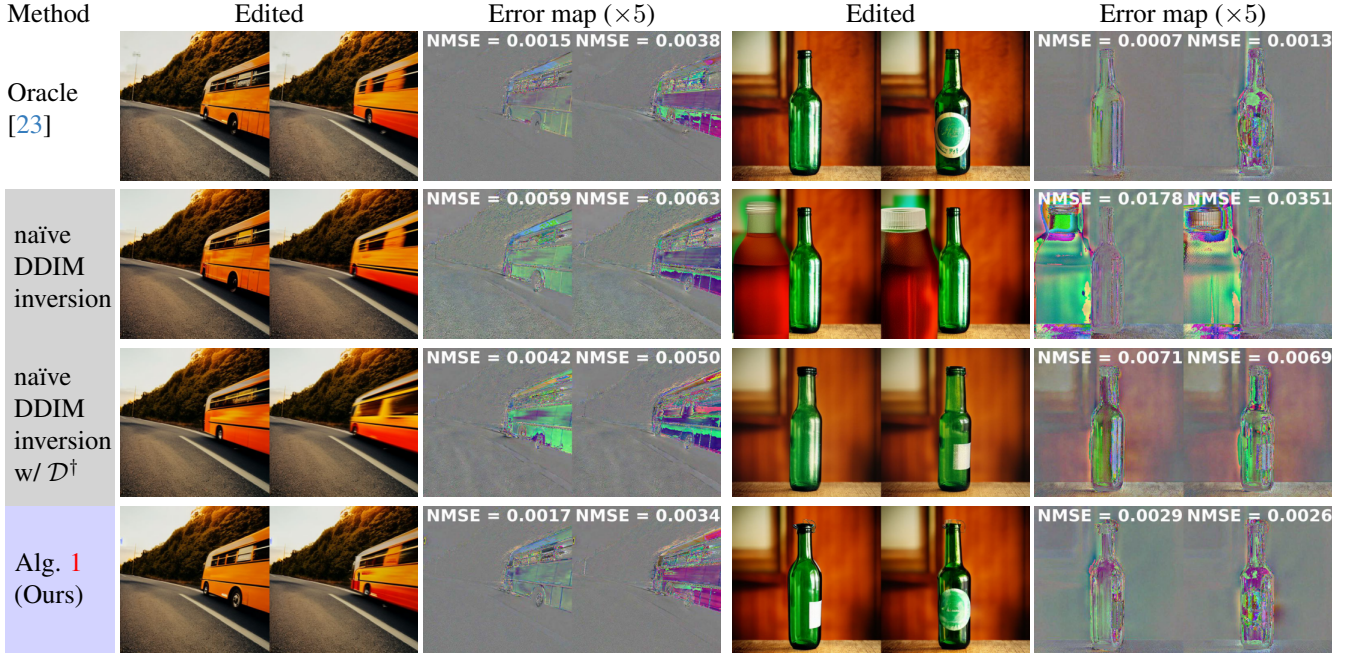 Method Edited Error map (×5) Edited Error map (×5)
Oracle
[23]
NMSE = 0.0015 NMSE = 0.0038 NMSE = 0.0007 NMSE = 0.0013
naïve
DDIM
inversion
NMSE = 0.0059 NMSE = 0.0063 NMSE = 0.0178 NMSE = 0.0351
naïve
DDIM
inversion
w/ 𝒟†
NMSE = 0.0042 NMSE = 0.0050 NMSE = 0.0071 NMSE = 0.0069
Alg. 1
(Ours)
NMSE = 0.0017 NMSE = 0.0034 NMSE = 0.0029 NMSE = 0.0026